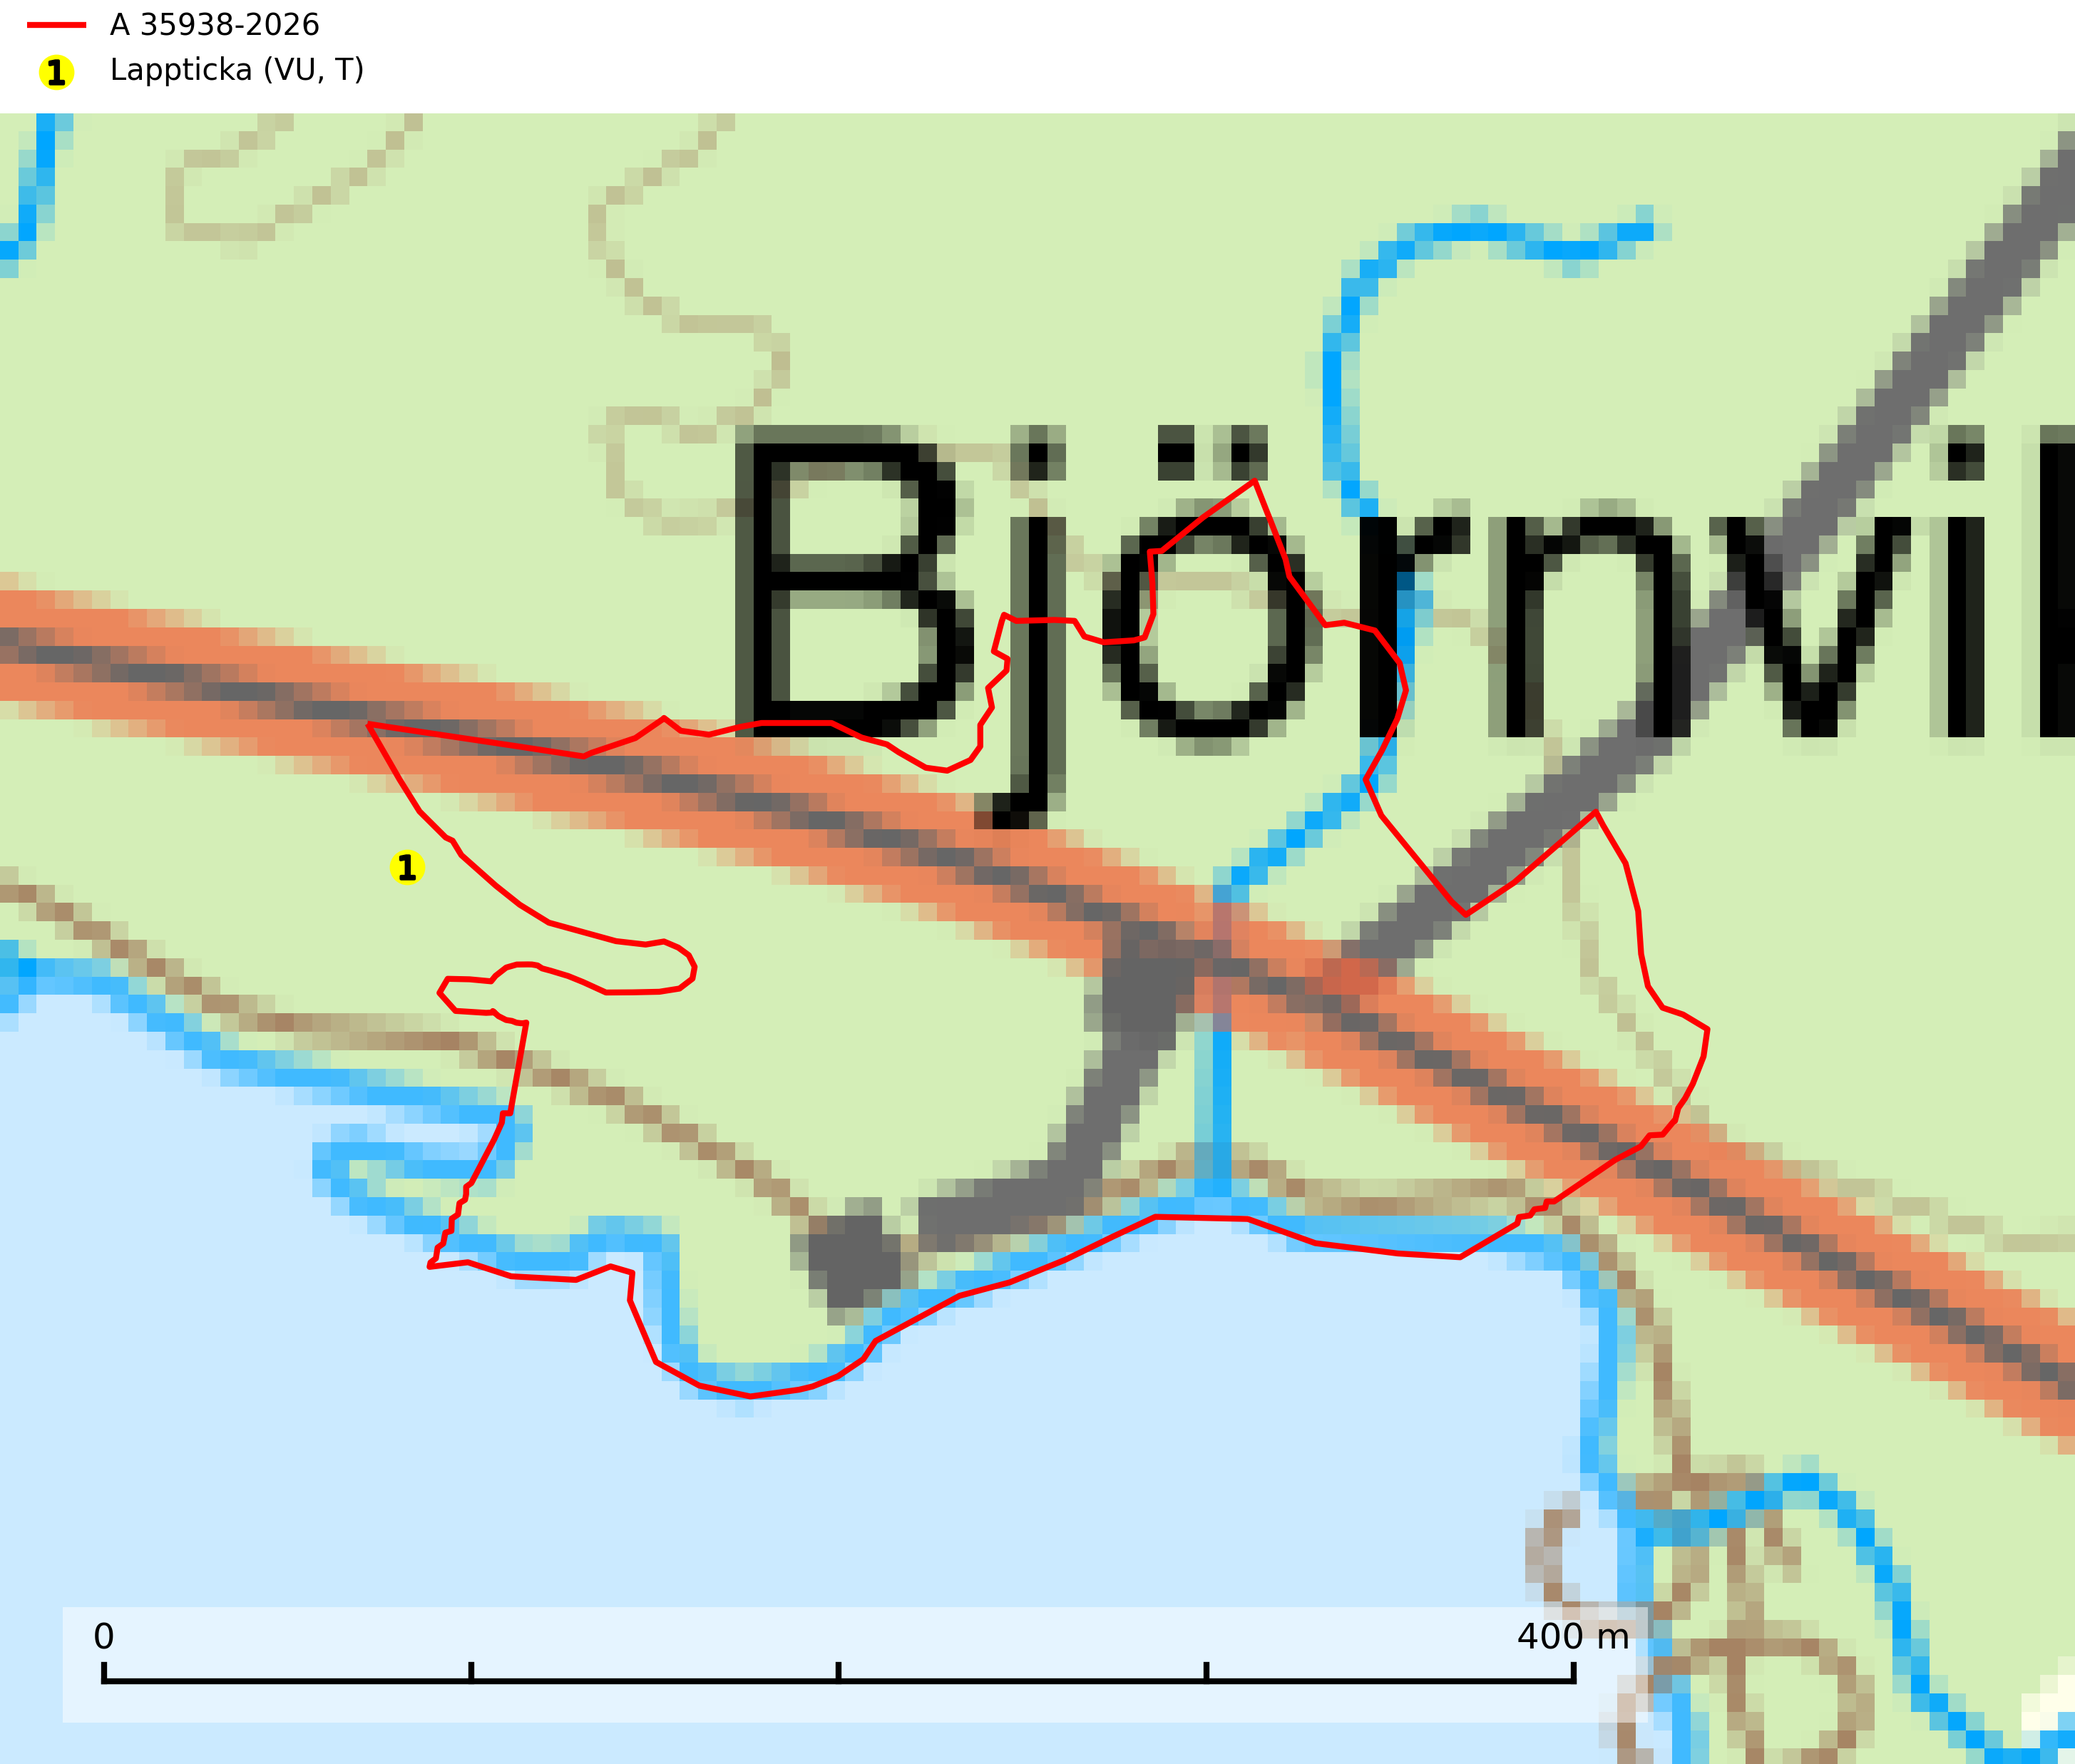 A 35938-2026
1 Lappticka (VU, T)
Björnvi
1
0 400 m